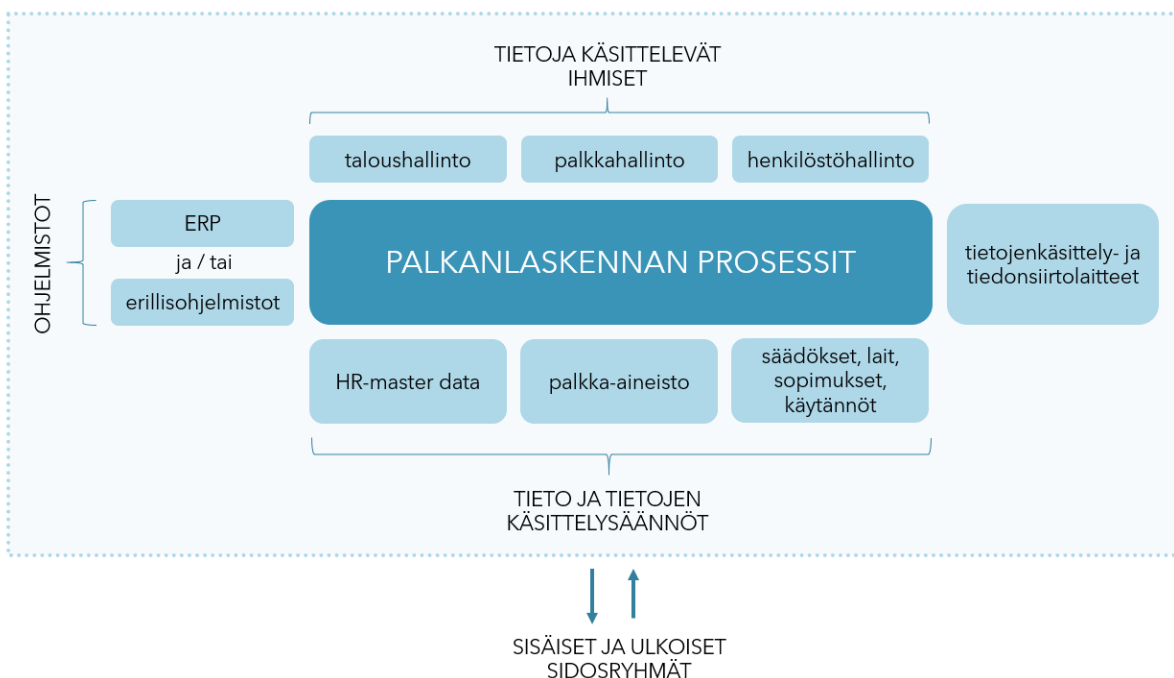 TIETOJA KÄSITTELEVÄT
IHMISET
taloushallinto
palkkahallinto
henkilöstöhallinto
OHJELMISTOT
ERP
ja / tai
erillisohjelmistot
PALKANLASKENNAN PROSESSIT
tietojenkäsittely- ja
tiedonsiirtolaitteet
HR-master data
palkka-aineisto
säädökset, lait,
sopimukset,
käytännöt
TIETO JA TIETOJEN
KÄSITTELYSÄÄNNÖT
SISÄISET JA ULKOISET
SIDOSRYHMÄT